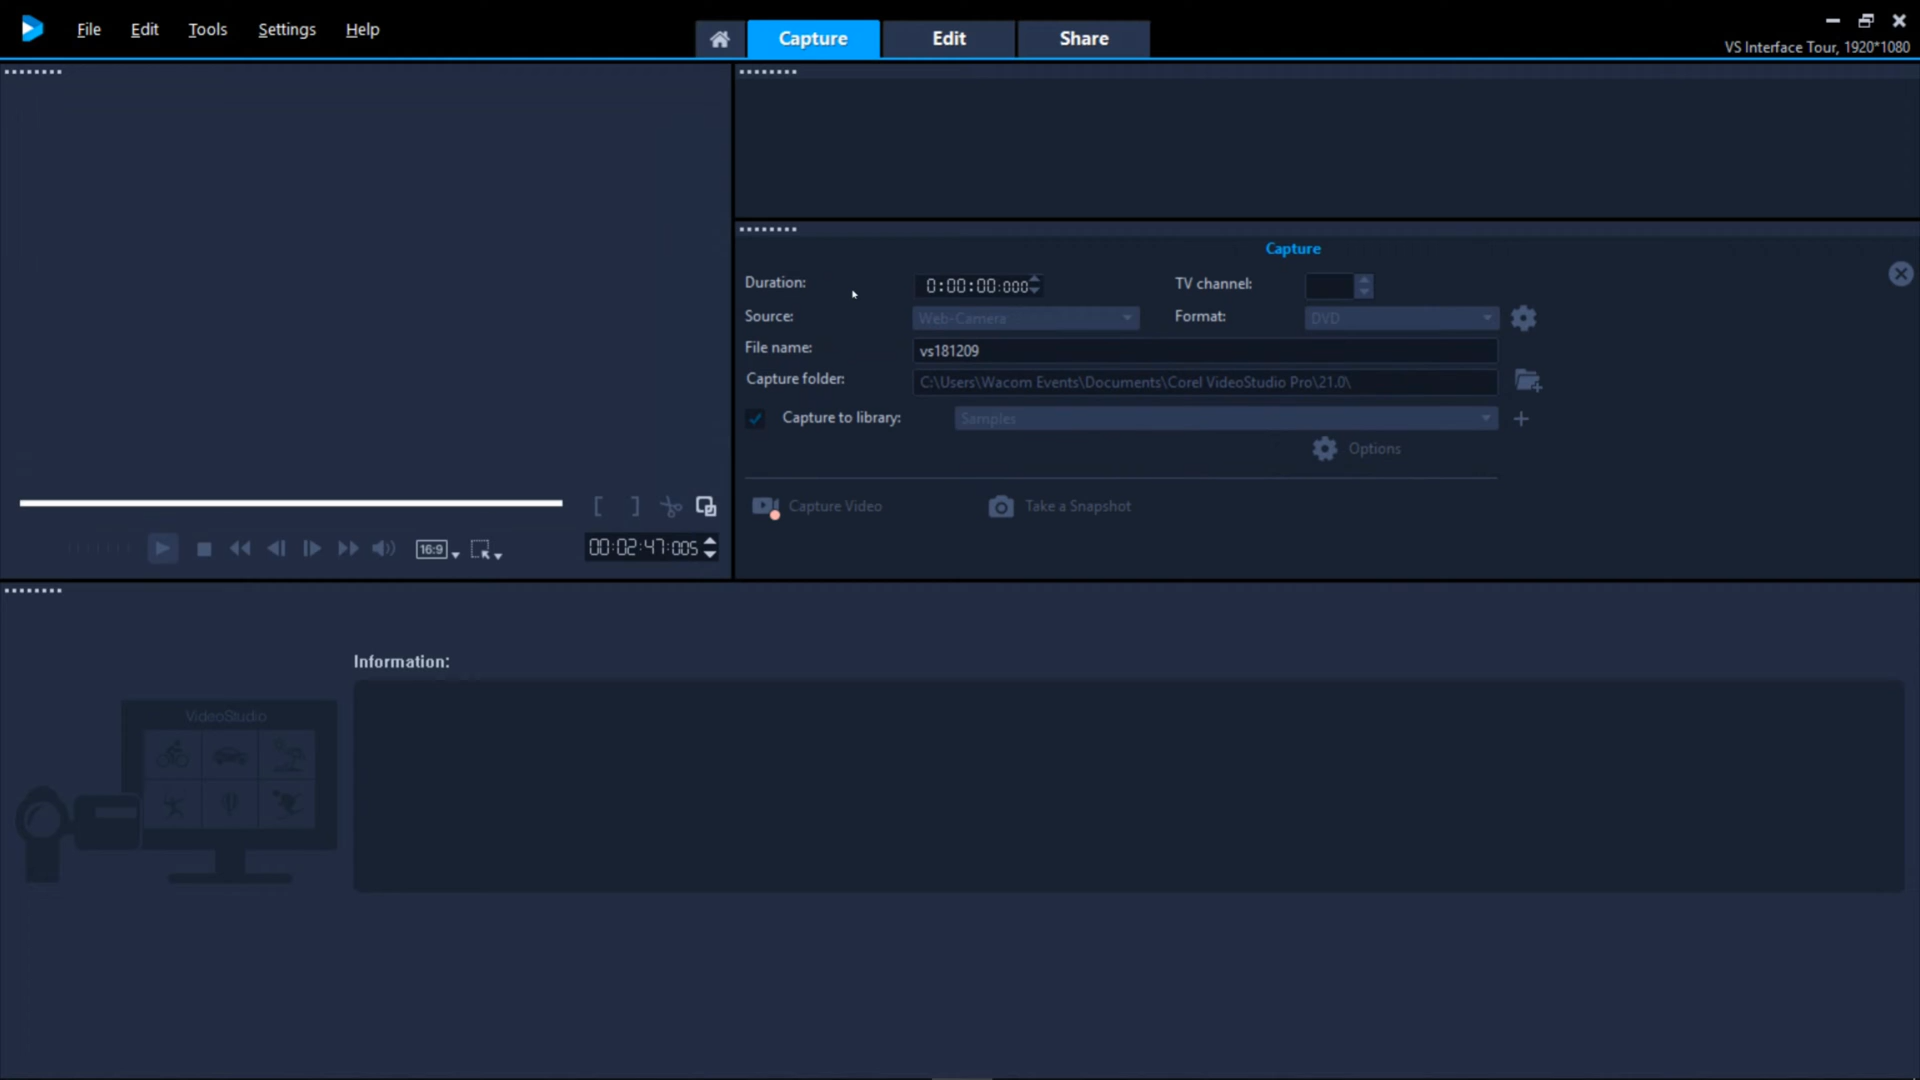 File Edit Tools Settings Help
Capture Edit Share
VS Interface Tour, 1920*1080
Capture
Duration: 0:00:00:000 TV channel:
Source: Web-Camera Format: DVD
File name: vs181209
Capture folder: C:\Users\Wacom Events\Documents\Corel VideoStudio Pro\21.0\
Capture to library: Samples
Options
Capture Video Take a Snapshot
16:9 00:02:47:005
Information:
VideoStudio